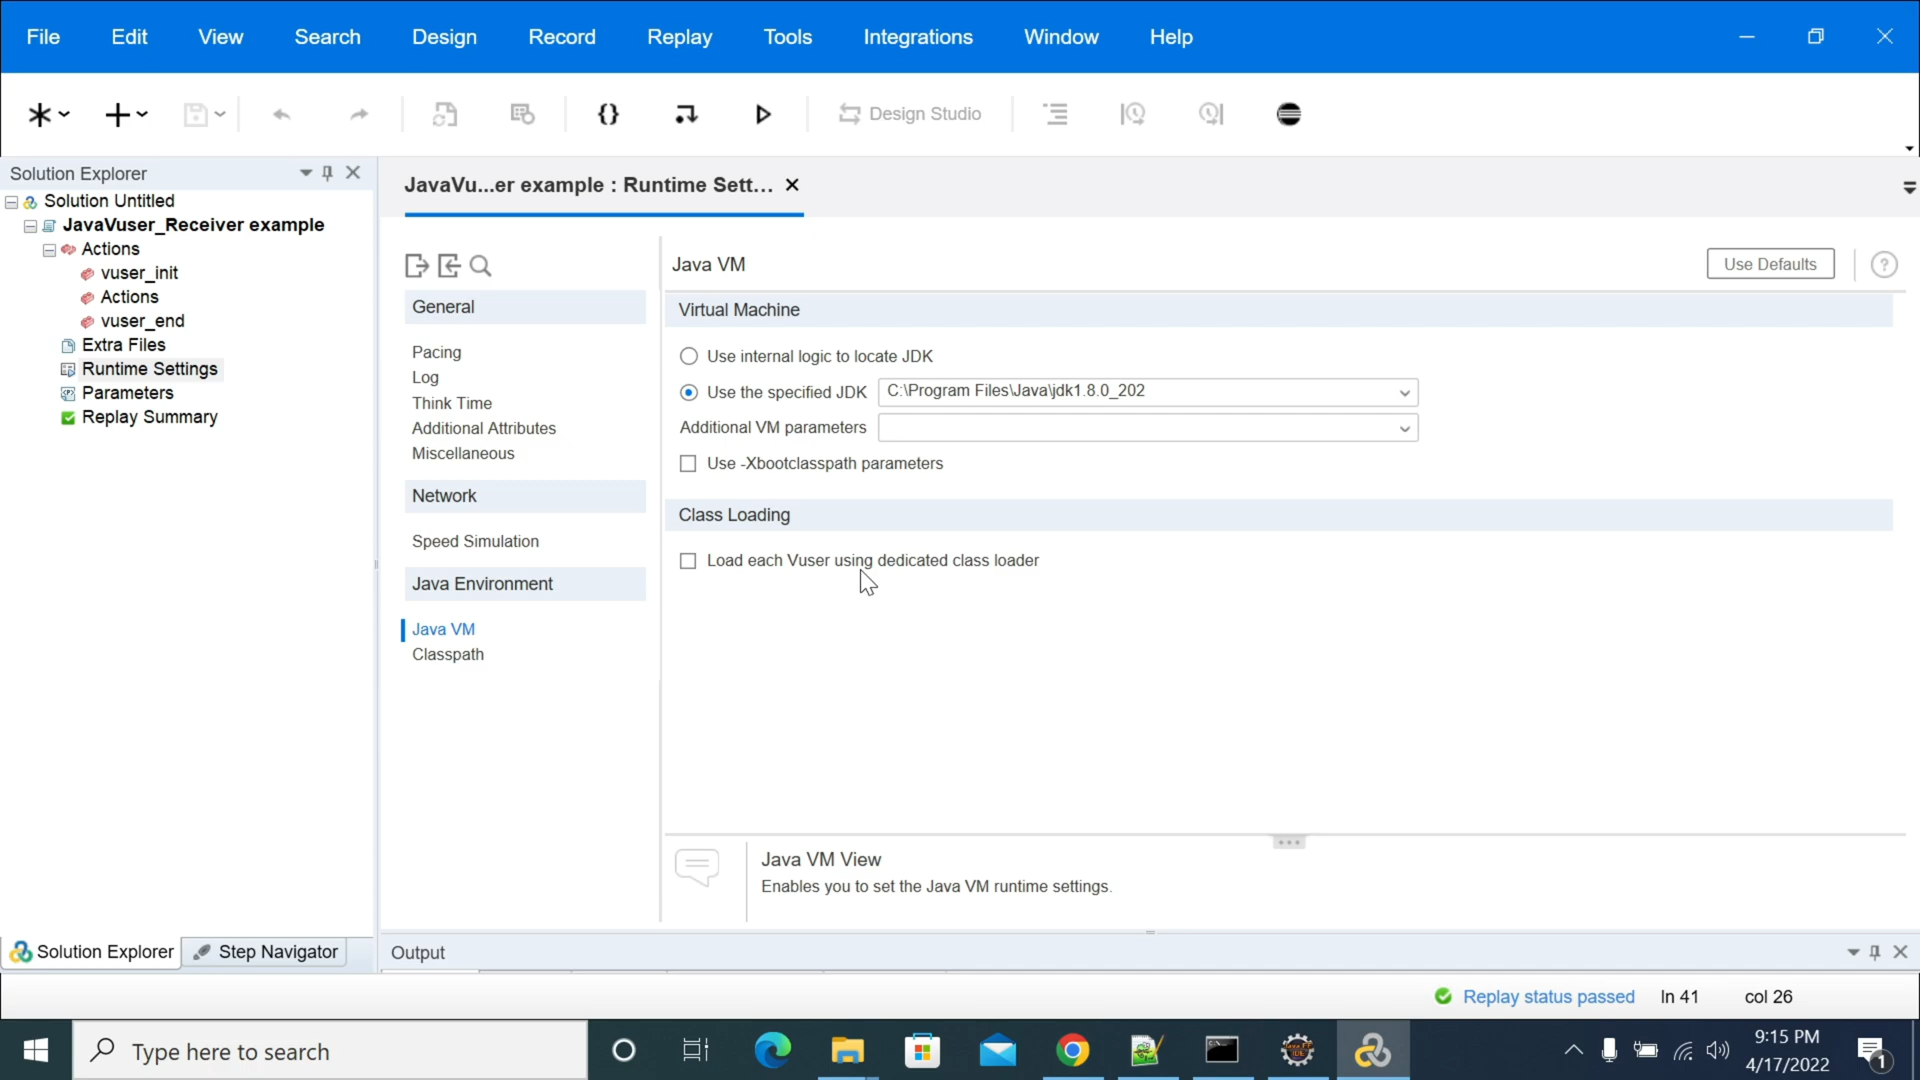 File Edit View Search Design Record Replay Tools Integrations Window Help
Design Studio
Solution Explorer
Solution Untitled
JavaVuser_Receiver example
Actions
vuser_init
Actions
vuser_end
Extra Files
Runtime Settings
Parameters
Replay Summary
Solution Explorer Step Navigator
JavaVu...er example : Runtime Sett...
General
Pacing
Log
Think Time
Additional Attributes
Miscellaneous
Network
Speed Simulation
Java Environment
Java VM
Classpath
Java VM
Use Defaults
?
Virtual Machine
Use internal logic to locate JDK
Use the specified JDK C:\Program Files\Java\jdk1.8.0_202
Additional VM parameters
Use -Xbootclasspath parameters
Class Loading
Load each Vuser using dedicated class loader
Java VM View
Enables you to set the Java VM runtime settings.
Output
Replay status passed ln 41 col 26
Type here to search
9:15 PM
4/17/2022
1